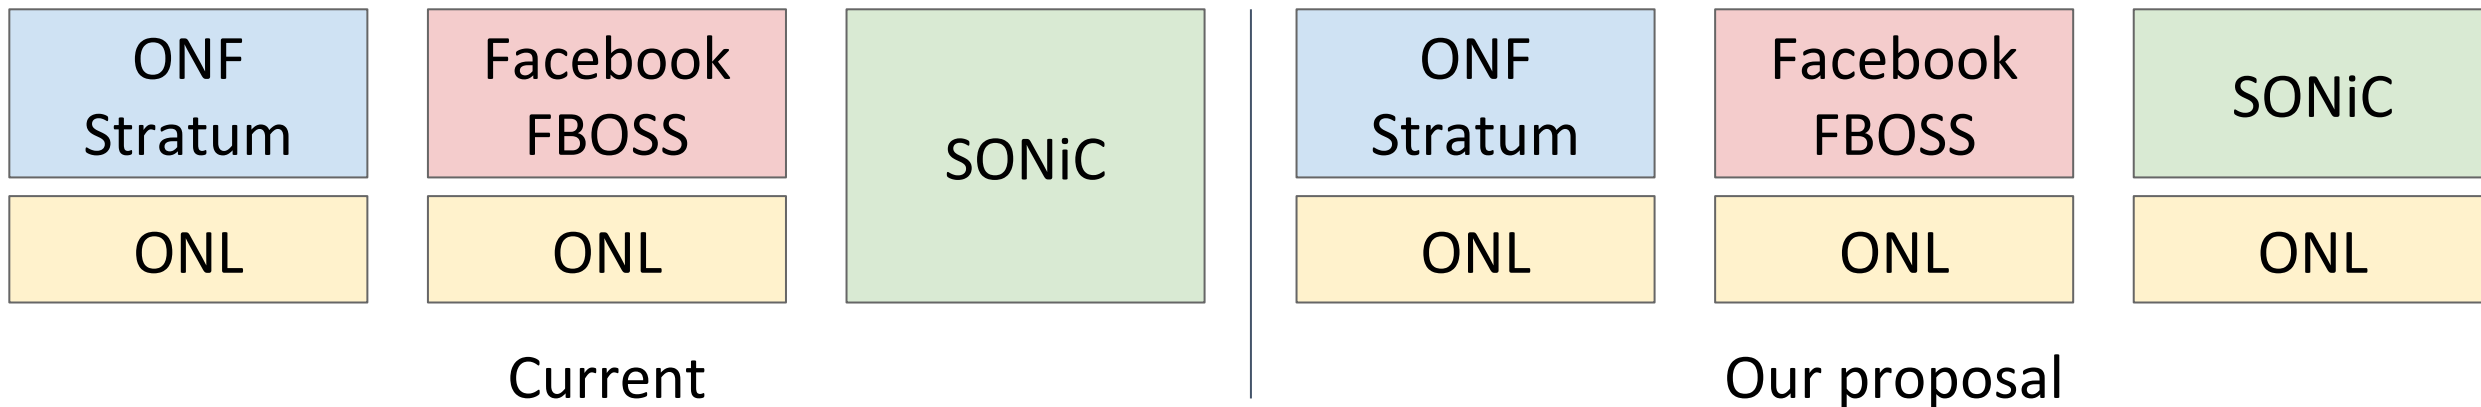 ONF
Stratum
Facebook
FBOSS
SONiC
ONL
ONL
Current
ONF
Stratum
Facebook
FBOSS
SONiC
ONL
ONL
ONL
Our proposal